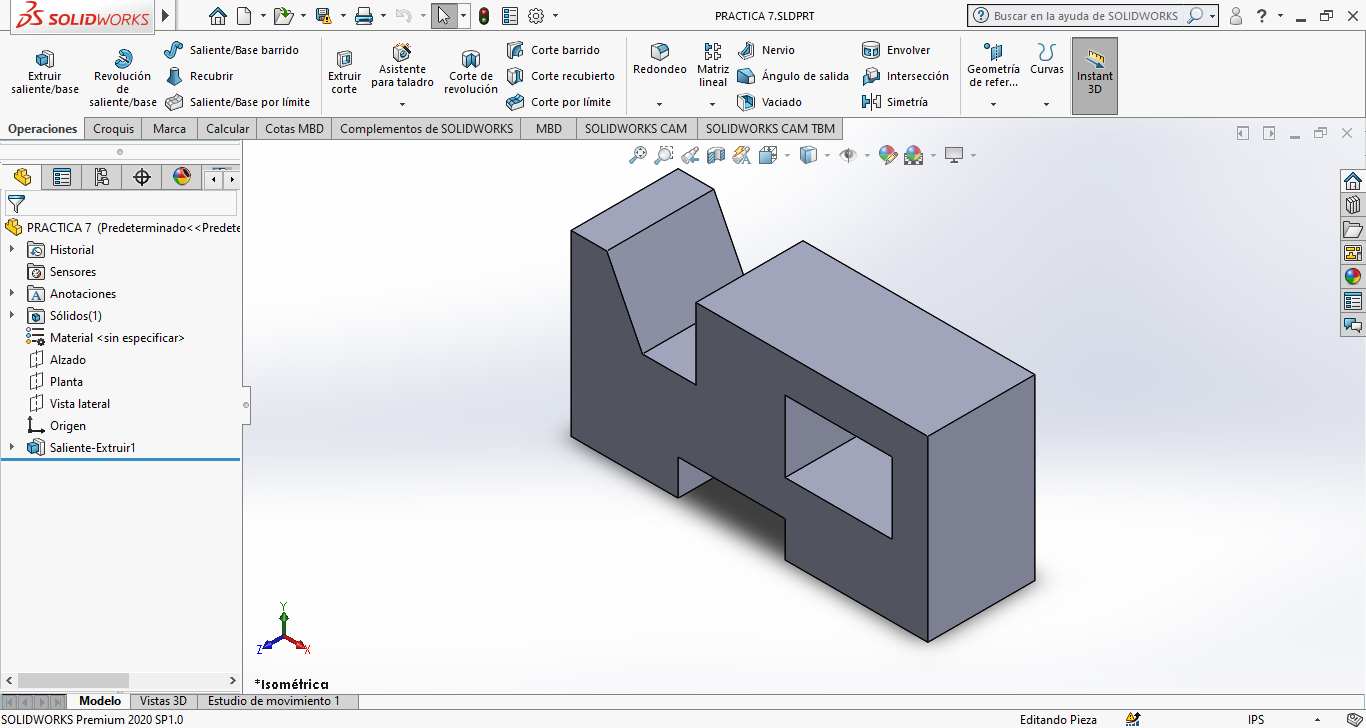 SOLIDWORKS
PRACTICA 7.SLDPRT
Buscar en la ayuda de SOLIDWORKS
Extruir saliente/base
Revolución de saliente/base
Saliente/Base barrido
Recubrir
Saliente/Base por límite
Extruir corte
Asistente para taladro
Corte de revolución
Corte barrido
Corte recubierto
Corte por límite
Redondeo
Matriz lineal
Nervio
Ángulo de salida
Vaciado
Envolver
Intersección
Simetría
Geometría de refer...
Curvas
Instant 3D
Operaciones
Croquis
Marca
Calcular
Cotas MBD
Complementos de SOLIDWORKS
MBD
SOLIDWORKS CAM
SOLIDWORKS CAM TBM
PRACTICA 7 (Predeterminado<<Predete
Historial
Sensores
Anotaciones
Sólidos(1)
Material <sin especificar>
Alzado
Planta
Vista lateral
Origen
Saliente-Extruir1
Y
Z
X
*Isométrica
Modelo
Vistas 3D
Estudio de movimiento 1
SOLIDWORKS Premium 2020 SP1.0
Editando Pieza
IPS